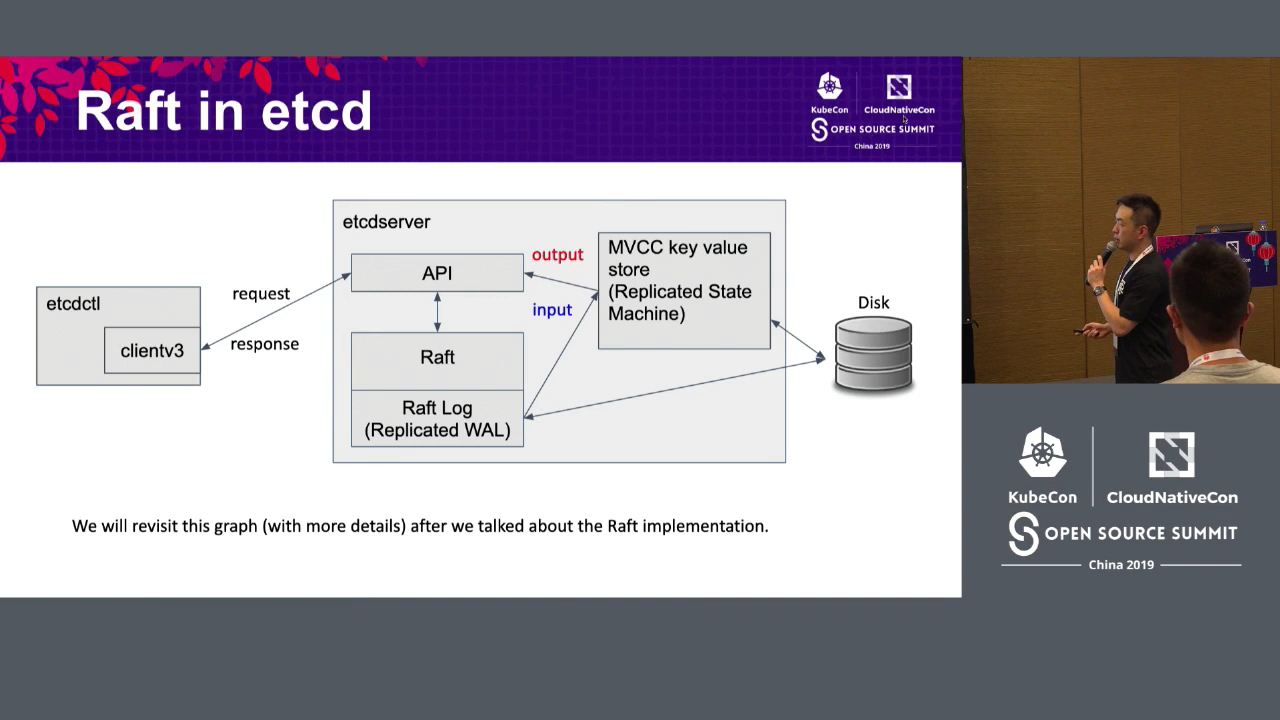 Raft in etcd
KubeCon
CloudNativeCon
OPEN SOURCE SUMMIT
China 2019
etcdserver
API
output
MVCC key value
store
(Replicated State
Machine)
input
request
response
etcdctl
clientv3
Raft
Raft Log
(Replicated WAL)
Disk
We will revisit this graph (with more details) after we talked about the Raft implementation.
KubeCon
CloudNativeCon
OPEN SOURCE SUMMIT
China 2019